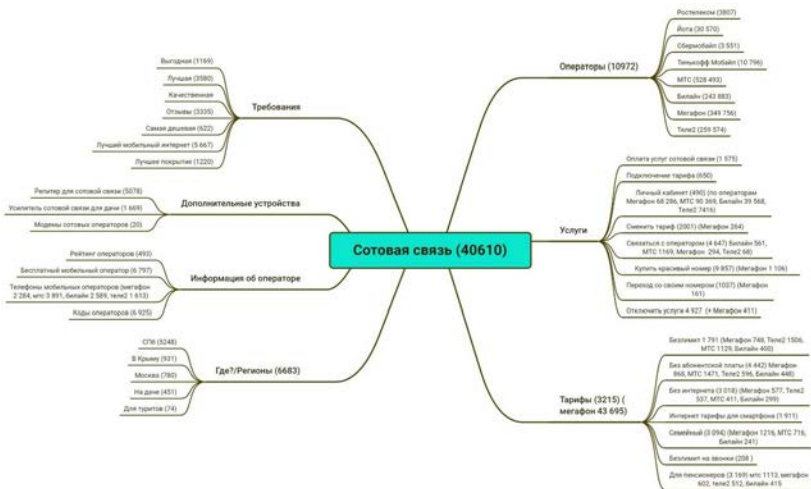 Сотовая связь (40610)
Требования
Выгодная (1169)
Лучшая (3580)
Качественная
Отзывы (3335)
Самая дешевая (622)
Лучший мобильный интернет (5 667)
Лучшее покрытие (1220)
Дополнительные устройства
Репитер для сотовой связи (5078)
Усилитель сотовой связи для дачи (1 669)
Модемы сотовых операторов (20)
Информация об операторе
Рейтинг операторов (493)
Бесплатный мобильный оператор (6 797)
Телефоны мобильных операторов (мегафон
2 284, мтс 3 891, билайн 2 589, теле2 1 613)
Коды операторов (6 925)
Где?/Регионы (6683)
СПб (5248)
В Крыму (931)
Москва (780)
На даче (451)
Для туритов (74)
Операторы (10972)
Ростелеком (3807)
Йота (30 570)
Сбермобайл (3 551)
Тинькофф Мобайл (10 796)
МТС (528 493)
Билайн (243 883)
Мегафон (349 756)
Теле2 (259 574)
Услуги
Оплата услуг сотовой связи (1 575)
Подключение тарифа (650)
Личный кабинет (490) (по операторам
Мегафон 68 286, МТС 90 369, Билайн 39 568,
Теле2 7416)
Сменить тариф (2001) (Мегафон 264)
Связаться с оператором (4 647) Билайн 561,
МТС 1169, Мегафон 294, Теле2 68)
Купить красивый номер (9 857) (Мегафон 1 106)
Переход со своим номером (1037) (Мегафон
161)
Отключить услуги 4 927 (+ Мегафон 411)
Тарифы (3215) (
мегафон 43 695)
Безлимит 1 791 (Мегафон 748, Теле2 1506,
МТС 1129, Билайн 400)
Без абонентской платы (4 442) Мегафон
868, МТС 1471, Теле2 596, Билайн 448)
Без интернета (3 018) (Мегафон 577, Теле2
537, МТС 411, Билайн 299)
Интернет тарифы для смартфона (1 911)
Семейный (3 094) (Мегафон 1216, МТС 716,
Билайн 241)
Безлимит на звонки (208 )
Для пенсионеров (3 169) мтс 1113, мегафон
602, теле2 512, билайн 415